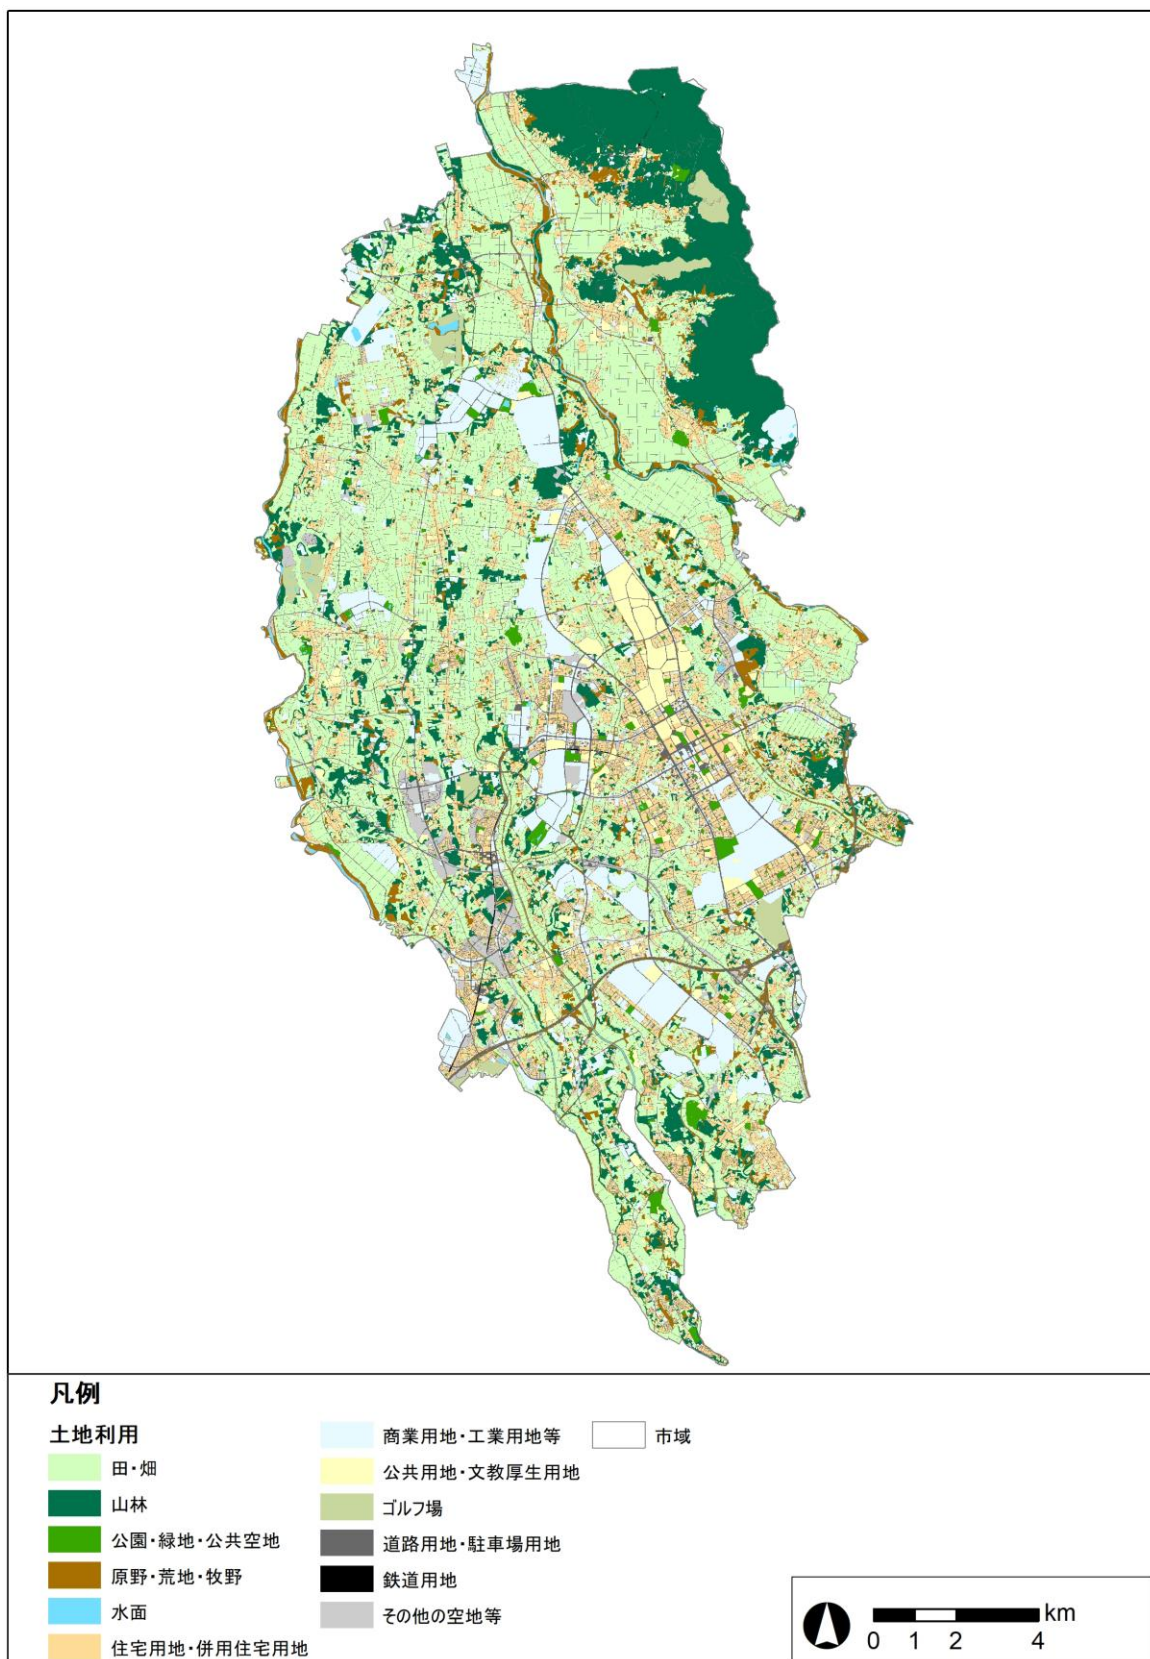 凡例
土地利用
田・畑
山林
公園・緑地・公共空地
原野・荒地・牧野
水面
住宅用地・併用住宅用地
商業用地・工業用地等
公共用地・文教厚生用地
ゴルフ場
道路用地・駐車場用地
鉄道用地
その他の空地等
市域
km
0 1 2 4